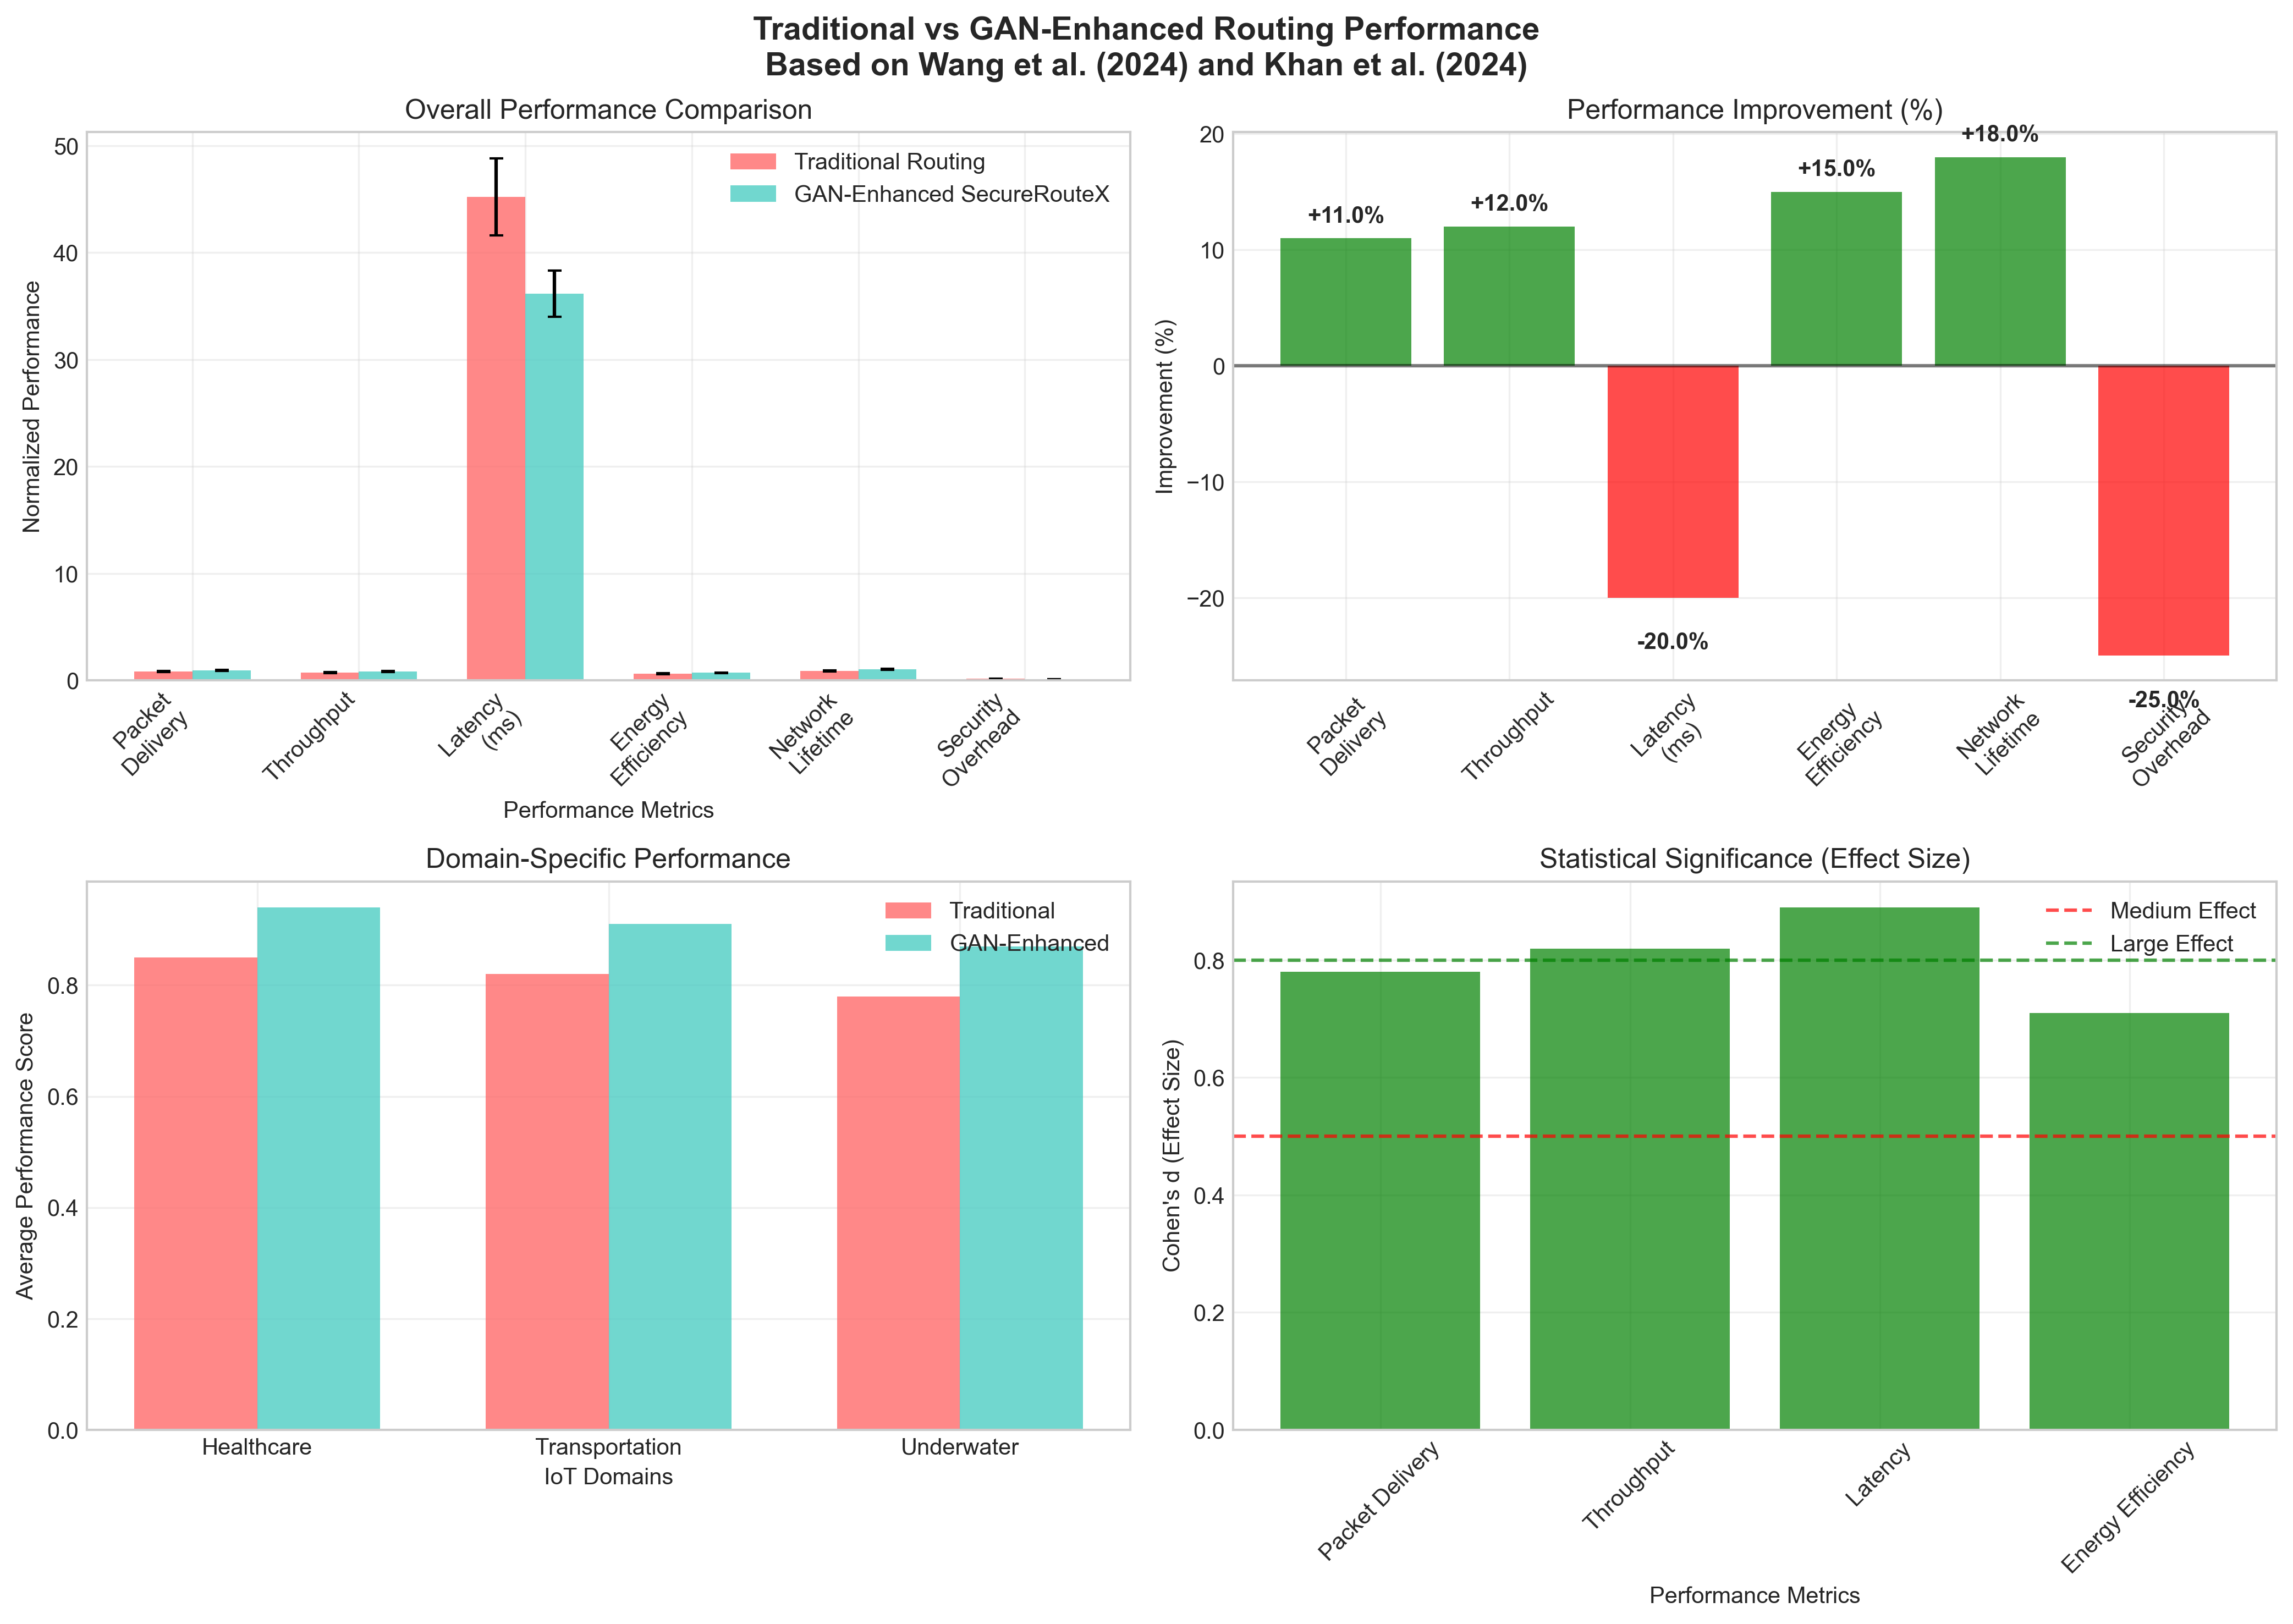 Traditional vs GAN-Enhanced Routing Performance
Based on Wang et al. (2024) and Khan et al. (2024)
Overall Performance Comparison
Normalized Performance
50
40
30
20
10
0
Traditional Routing
GAN-Enhanced SecureRouteX
Packet
Delivery
Throughput
Latency
(ms)
Energy
Efficiency
Network
Lifetime
Security
Overhead
Performance Metrics
Performance Improvement (%)
Improvement (%)
20
10
0
−10
−20
+11.0%
+12.0%
-20.0%
+15.0%
+18.0%
-25.0%
Packet
Delivery
Throughput
Latency
(ms)
Energy
Efficiency
Network
Lifetime
Security
Overhead
Domain-Specific Performance
Average Performance Score
0.8
0.6
0.4
0.2
0.0
Traditional
GAN-Enhanced
Healthcare
Transportation
Underwater
IoT Domains
Statistical Significance (Effect Size)
Cohen's d (Effect Size)
0.8
0.6
0.4
0.2
0.0
Medium Effect
Large Effect
Packet Delivery
Throughput
Latency
Energy Efficiency
Performance Metrics